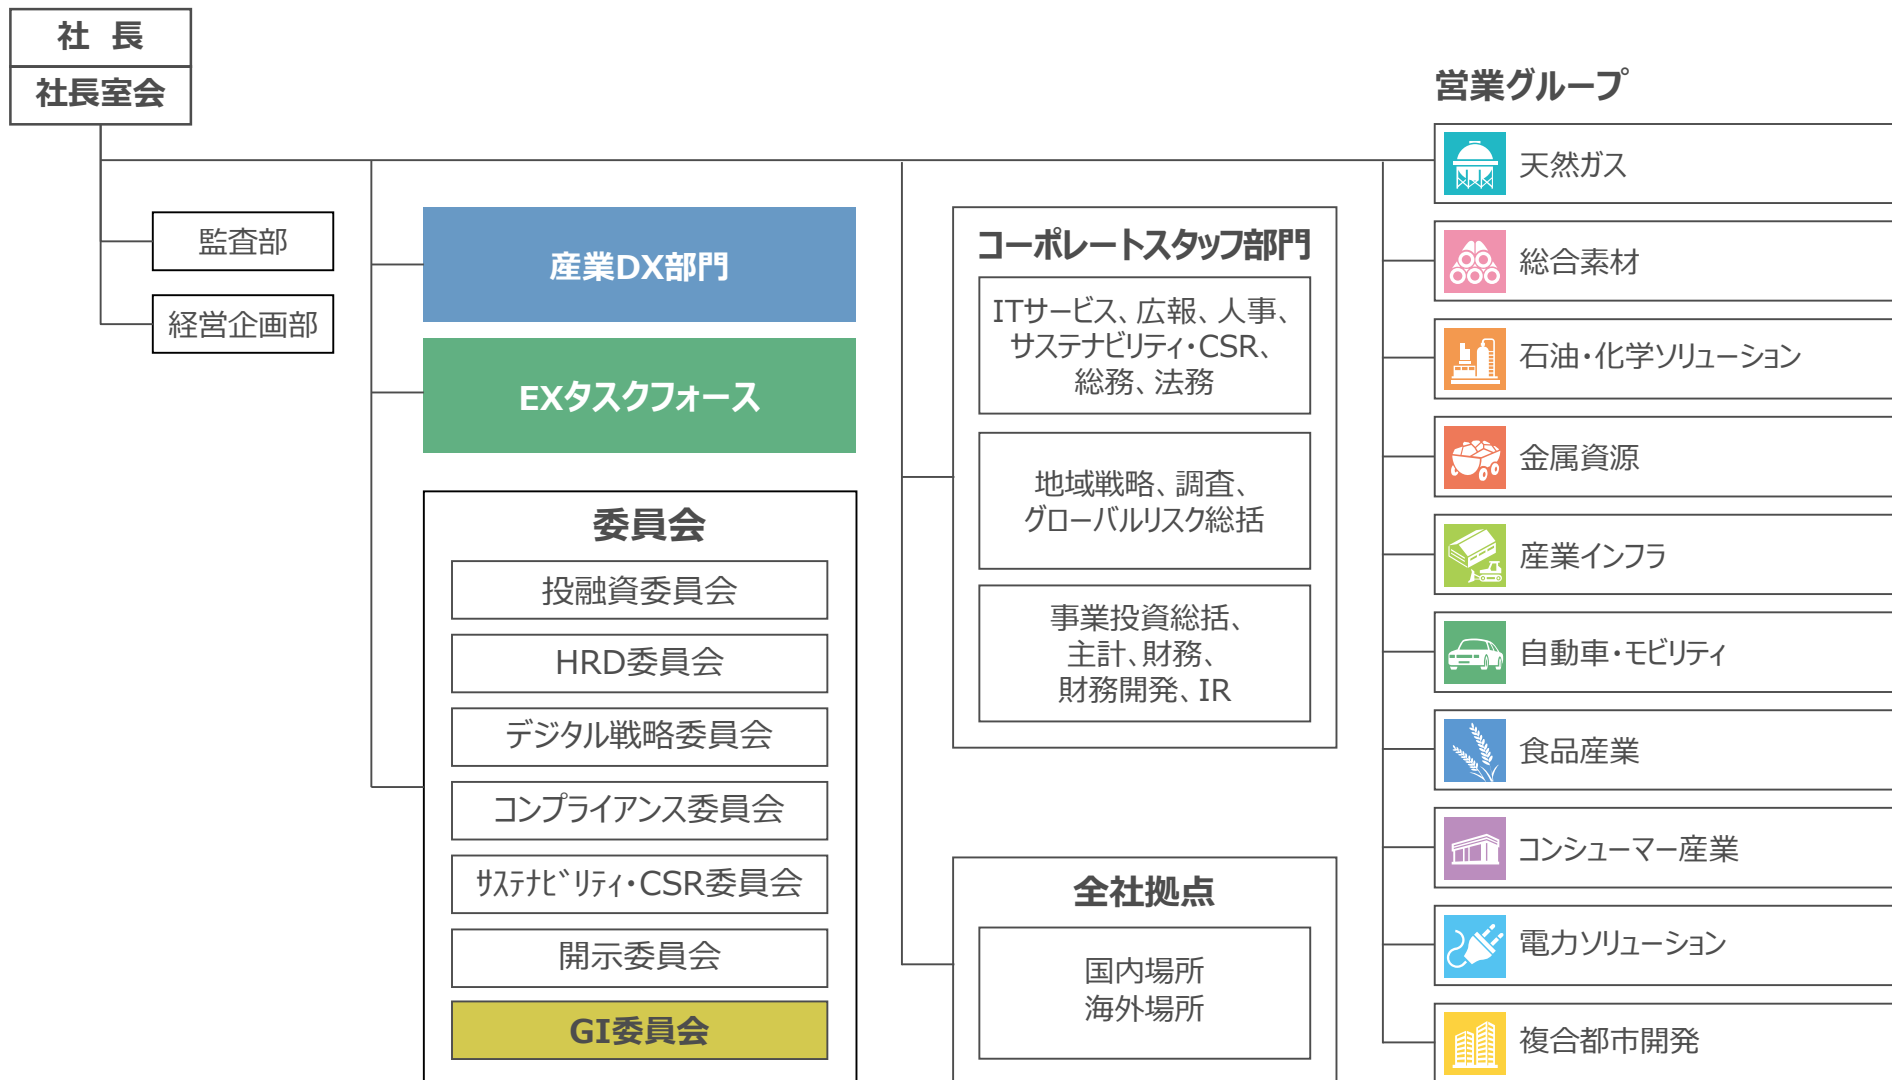 社 長
社長室会
監査部
経営企画部
産業DX部門
EXタスクフォース
委員会
投融資委員会
HRD委員会
デジタル戦略委員会
コンプライアンス委員会
ｻｽﾃﾅﾋﾞﾘﾃｨ・CSR委員会
開示委員会
GI委員会
コーポレートスタッフ部門
ITサービス、広報、人事、
サステナビリティ・CSR、
総務、法務
地域戦略、調査、
グローバルリスク総括
事業投資総括、
主計、財務、
財務開発、IR
全社拠点
国内場所
海外場所
営業グループ
天然ガス
総合素材
石油・化学ソリューション
金属資源
産業インフラ
自動車・モビリティ
食品産業
コンシューマー産業
電力ソリューション
複合都市開発